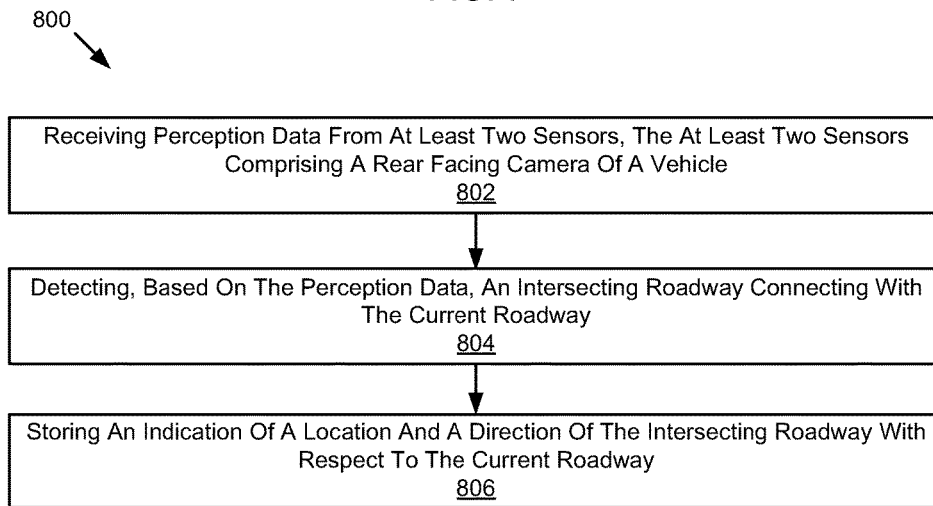 800
Receiving Perception Data From At Least Two Sensors, The At Least Two Sensors
Comprising A Rear Facing Camera Of A Vehicle
802
Detecting, Based On The Perception Data, An Intersecting Roadway Connecting With
The Current Roadway
804
Storing An Indication Of A Location And A Direction Of The Intersecting Roadway With
Respect To The Current Roadway
806